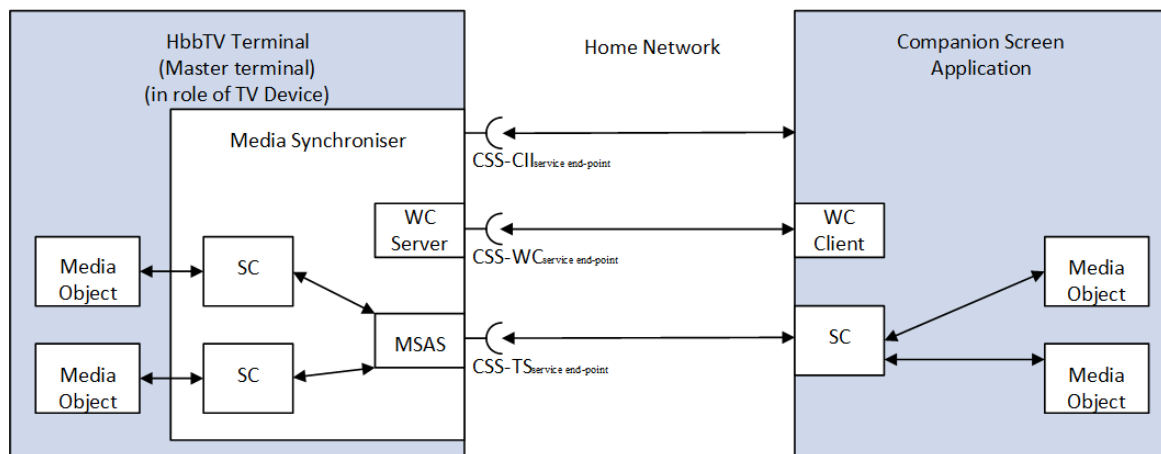 HbbTV Terminal
(Master terminal)
(in role of TV Device)
Home Network
Companion Screen
Application
Media Synchroniser
CSS-CIIservice end-point
WC
Server
WC
Client
CSS-WCservice end-point
Media
Object
SC
Media
Object
MSAS
SC
CSS-TSservice end-point
Media
Object
SC
Media
Object